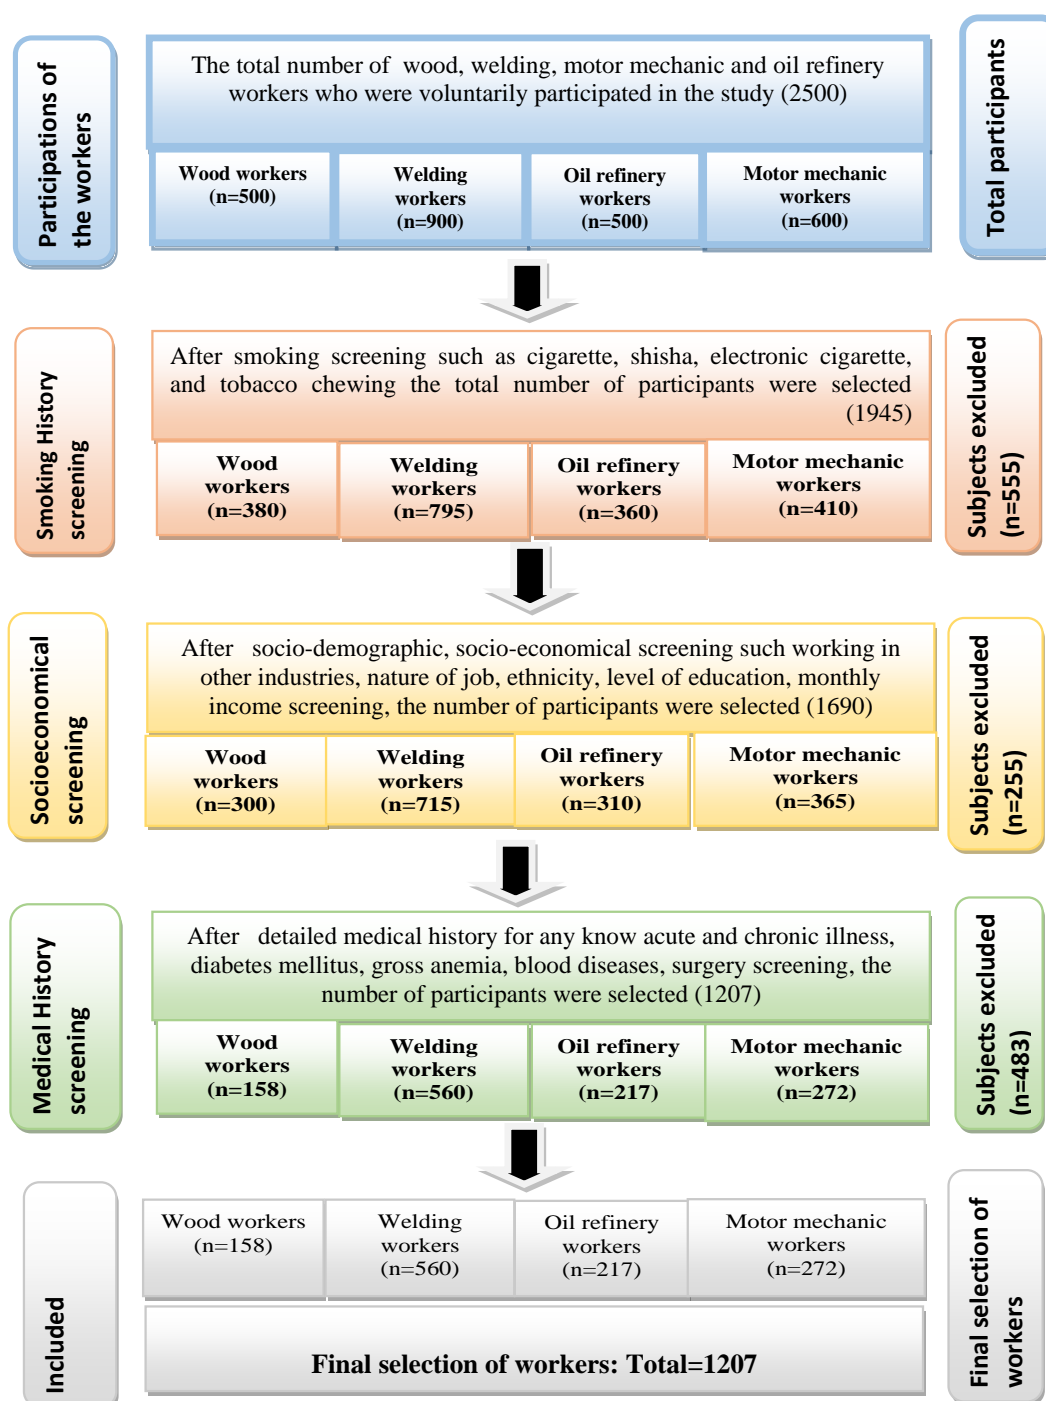 Participations of
the workers
The total number of wood, welding, motor mechanic and oil refinery
workers who were voluntarily participated in the study (2500)
Total participants
Wood workers
(n=500)
Welding
workers
(n=900)
Oil refinery
workers
(n=500)
Motor mechanic
workers
(n=600)
Smoking History
screening
After smoking screening such as cigarette, shisha, electronic cigarette,
and tobacco chewing the total number of participants were selected
(1945)
Subjects excluded
(n=555)
Wood
workers
(n=380)
Welding
workers
(n=795)
Oil refinery
workers
(n=360)
Motor mechanic
workers
(n=410)
Socioeconomical
screening
After socio-demographic, socio-economical screening such working in
other industries, nature of job, ethnicity, level of education, monthly
income screening, the number of participants were selected (1690)
Subjects excluded
(n=255)
Wood
workers
(n=300)
Welding
workers
(n=715)
Oil refinery
workers
(n=310)
Motor mechanic
workers
(n=365)
Medical History
screening
After detailed medical history for any know acute and chronic illness,
diabetes mellitus, gross anemia, blood diseases, surgery screening, the
number of participants were selected (1207)
Subjects excluded
(n=483)
Wood
workers
(n=158)
Welding
workers
(n=560)
Oil refinery
workers
(n=217)
Motor mechanic
workers
(n=272)
Included
Wood workers
(n=158)
Welding
workers
(n=560)
Oil refinery
workers
(n=217)
Motor mechanic
workers
(n=272)
Final selection of
workers
Final selection of workers: Total=1207